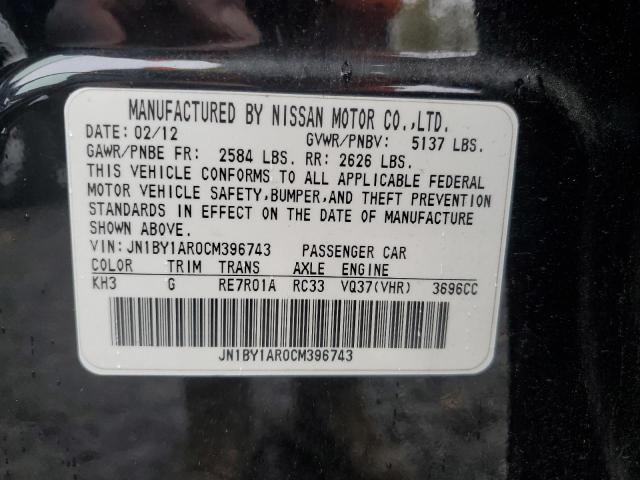 MANUFACTURED BY NISSAN MOTOR CO.,LTD.
DATE: 02/12 GVWR/PNBV: 5137 LBS.
GAWR/PNBE FR: 2584 LBS. RR: 2626 LBS.
THIS VEHICLE CONFORMS TO ALL APPLICABLE FEDERAL
MOTOR VEHICLE SAFETY,BUMPER,AND THEFT PREVENTION
STANDARDS IN EFFECT ON THE DATE OF MANUFACTURE
SHOWN ABOVE.
VIN: JN1BY1AR0CM396743 PASSENGER CAR
COLOR TRIM TRANS AXLE ENGINE
KH3 G RE7R01A RC33 VQ37(VHR) 3696CC
JN1BY1AR0CM396743